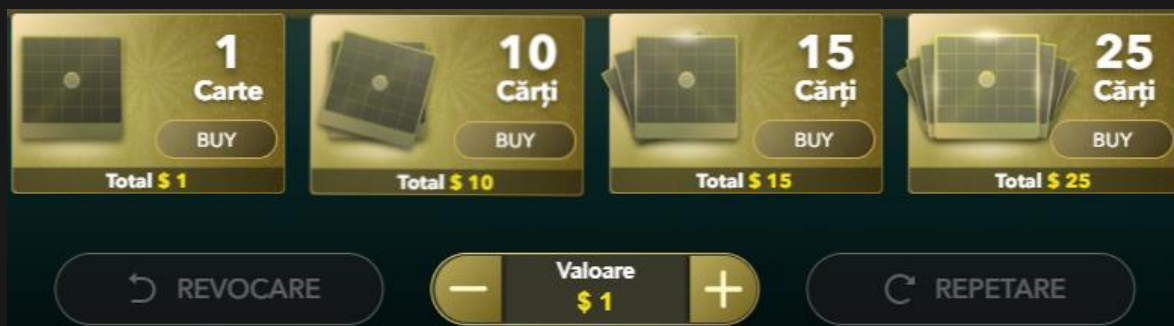 1
Carte
BUY
Total $ 1
10
Cărți
BUY
Total $ 10
15
Cărți
BUY
Total $ 15
25
Cărți
BUY
Total $ 25
REVOCARE
Valoare
$ 1
REPETARE